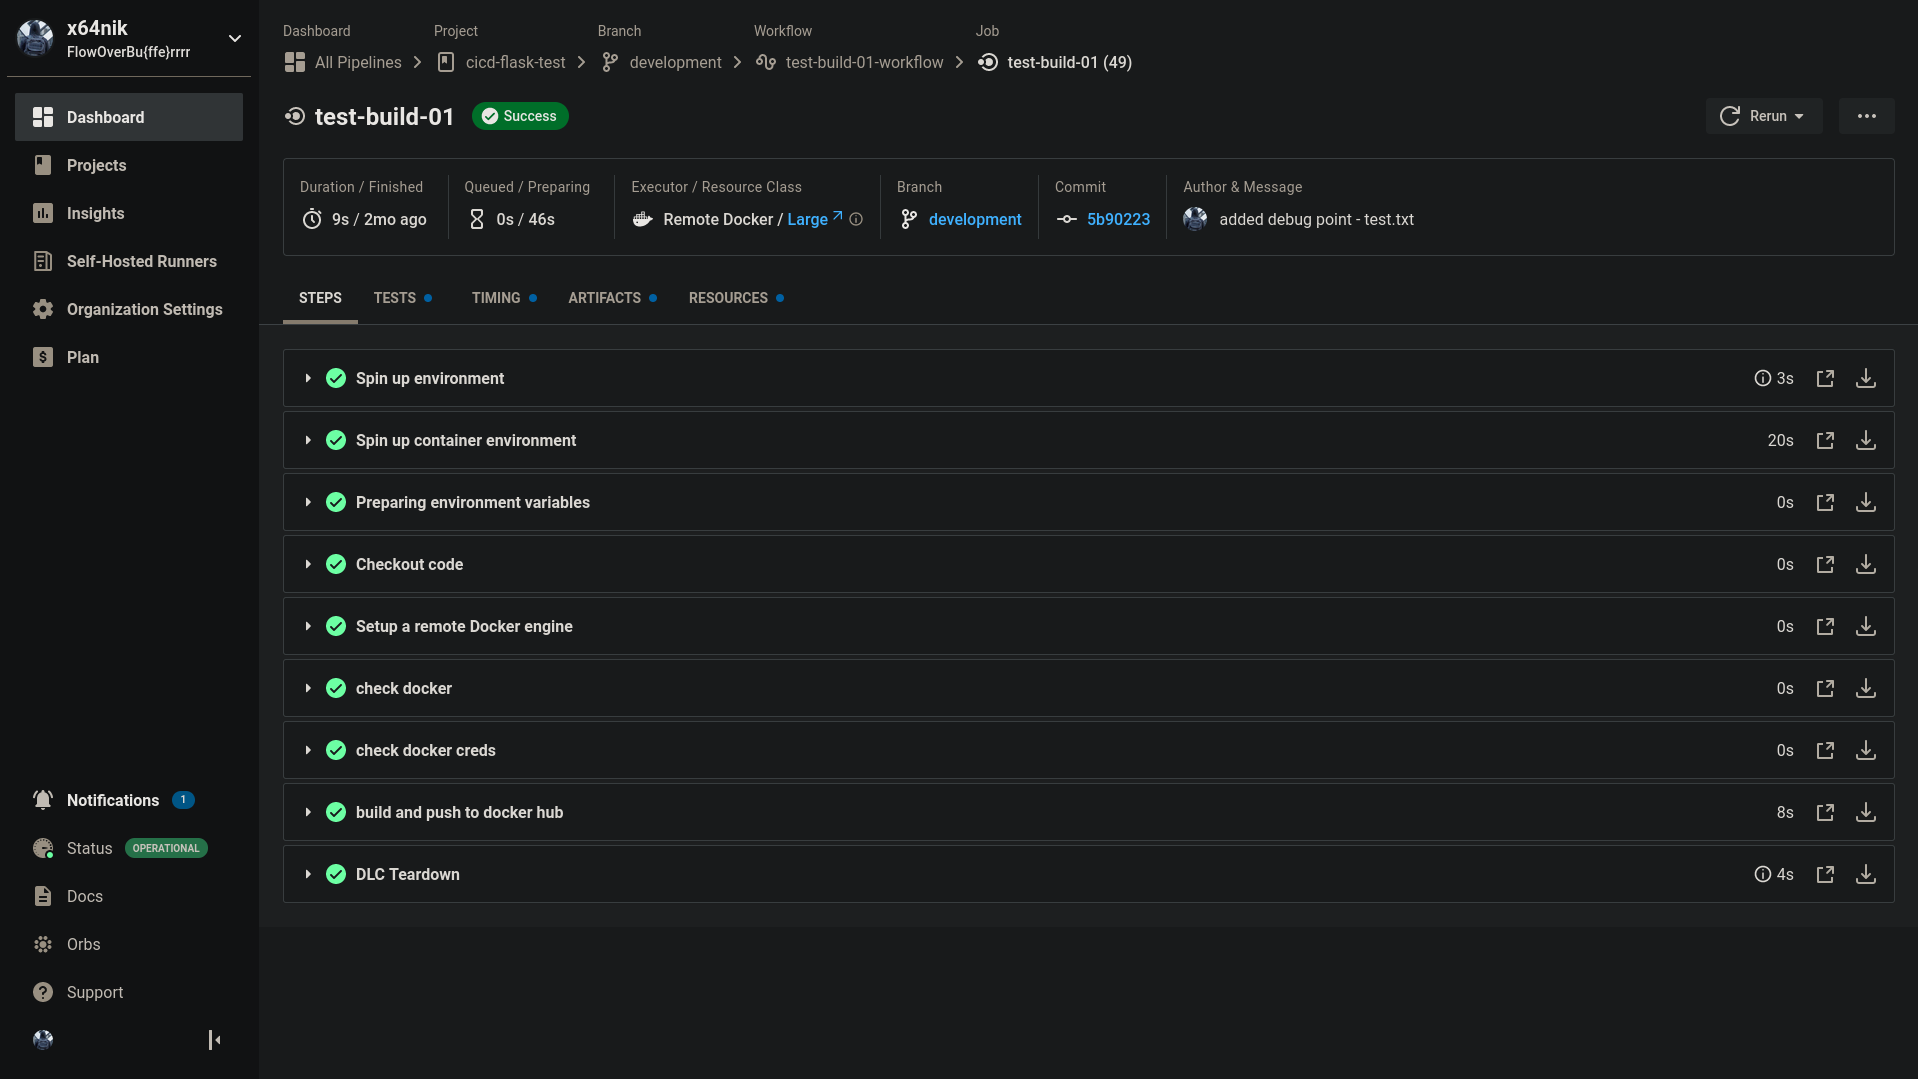 x64nik
FlowOverBu{ffe}rrrr
Dashboard
Projects
Insights
Self-Hosted Runners
Organization Settings
Plan
Notifications 1
Status OPERATIONAL
Docs
Orbs
Support
Dashboard Project Branch Workflow Job
All Pipelines cicd-flask-test development test-build-01-workflow test-build-01 (49)
test-build-01 Success Rerun
Duration / Finished Queued / Preparing Executor / Resource Class Branch Commit Author & Message
9s / 2mo ago 0s / 46s Remote Docker / Large development 5b90223 added debug point - test.txt
STEPS TESTS TIMING ARTIFACTS RESOURCES
Spin up environment 3s
Spin up container environment 20s
Preparing environment variables 0s
Checkout code 0s
Setup a remote Docker engine 0s
check docker 0s
check docker creds 0s
build and push to docker hub 8s
DLC Teardown 4s